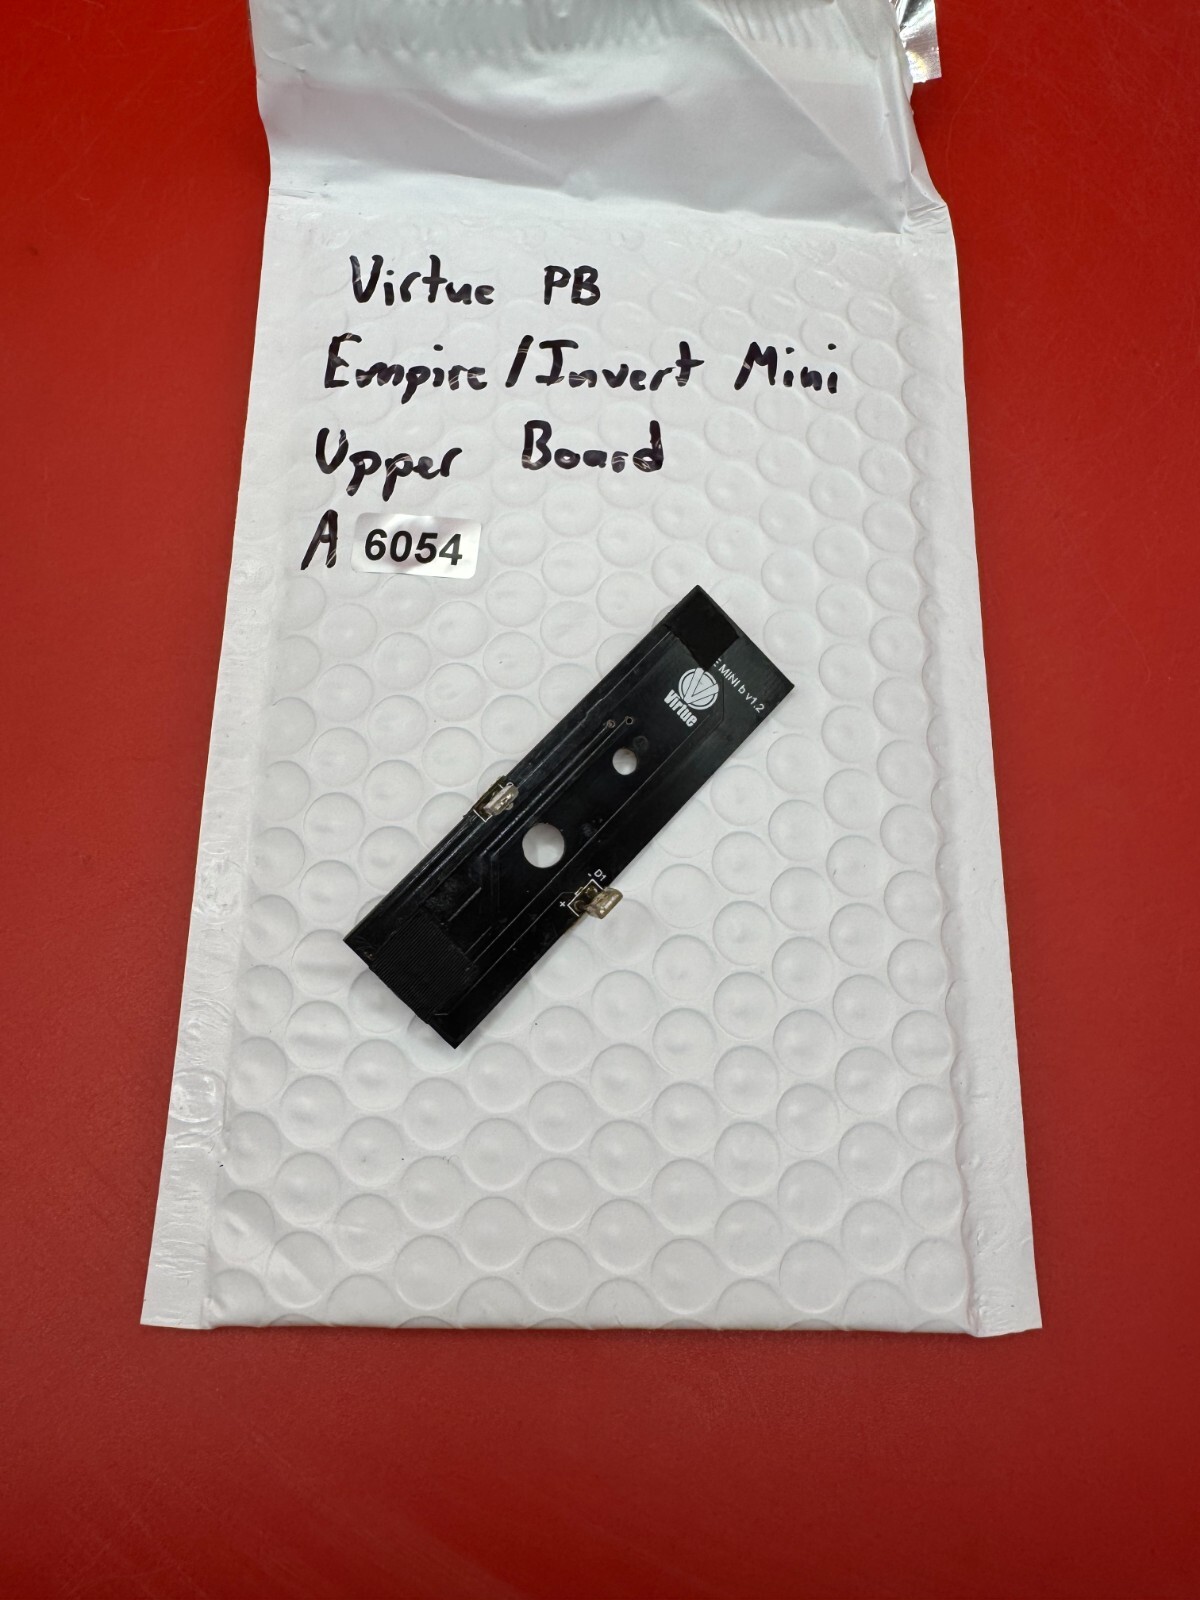 Virtue PB
Empire/Invert Mini
Upper Board
A 6054
E MINI b v1.2
Virtue
D1
- +